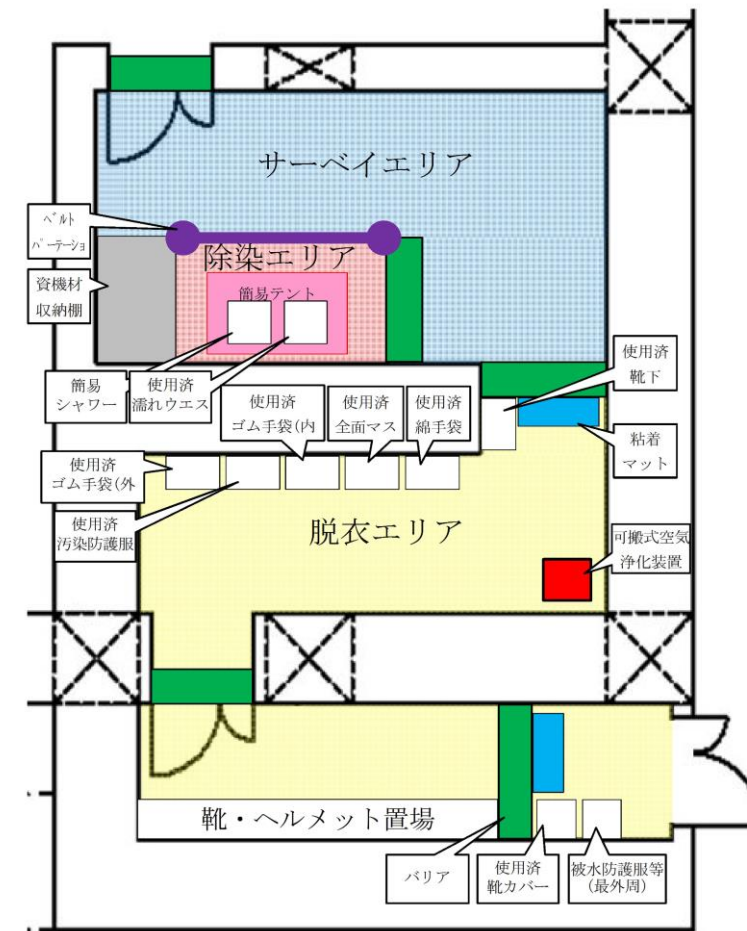 サーベイエリア
ベルト
パーテーショ
除染エリア
資機材
収納棚
簡易テント
簡易
シャワー
使用済
濡れウエス
使用済
ゴム手袋(内
使用済
全面マス
使用済
綿手袋
使用済
靴下
粘着
マット
使用済
ゴム手袋(外
使用済
汚染防護服
脱衣エリア
可搬式空気
浄化装置
靴・ヘルメット置場
バリア
使用済
靴カバー
被水防護服等
(最外周)